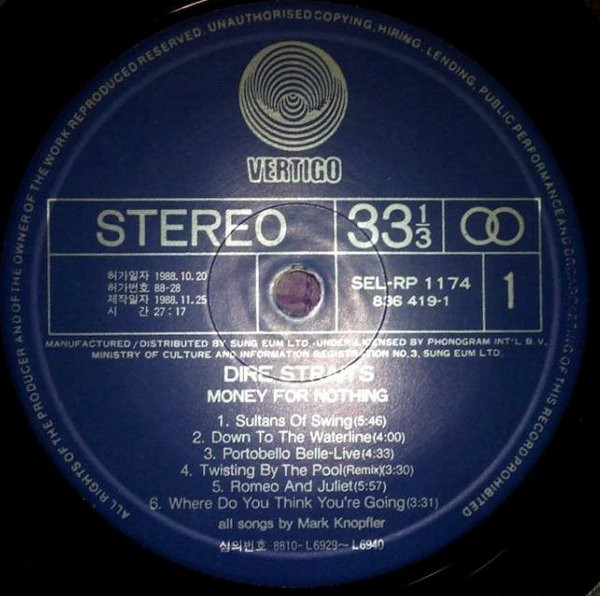 ALL RIGHTS OF THE PRODUCER AND OF THE OWNER OF THE WORK REPRODUCED RESERVED. UNAUTHORISED COPYING, HIRING, LENDING, PUBLIC PERFORMANCE AND BROADCASTING OF THIS RECORD PROHIBITED
VERTIGO
STEREO 33 1/3
허가일자 1988.10.20
허가번호 88-28
제작일자 1988.11.25
시 간 27:17
SEL-RP 1174
836 419-1
1
MANUFACTURED/DISTRIBUTED BY SUNG EUM LTD.-UNDER LICENSED BY PHONOGRAM INT'L B.V.
MINISTRY OF CULTURE AND INFORMATION REGISTRATION NO.3, SUNG EUM LTD.
DIRE STRAITS
MONEY FOR NOTHING
1. Sultans Of Swing(5:46)
2. Down To The Waterline(4:00)
3. Portobello Belle-Live(4:33)
4. Twisting By The Pool(Remix)(3:30)
5. Romeo And Juliet(5:57)
6. Where Do You Think You're Going(3:31)
all songs by Mark Knopfler
심의번호 8810-L6929~L6940